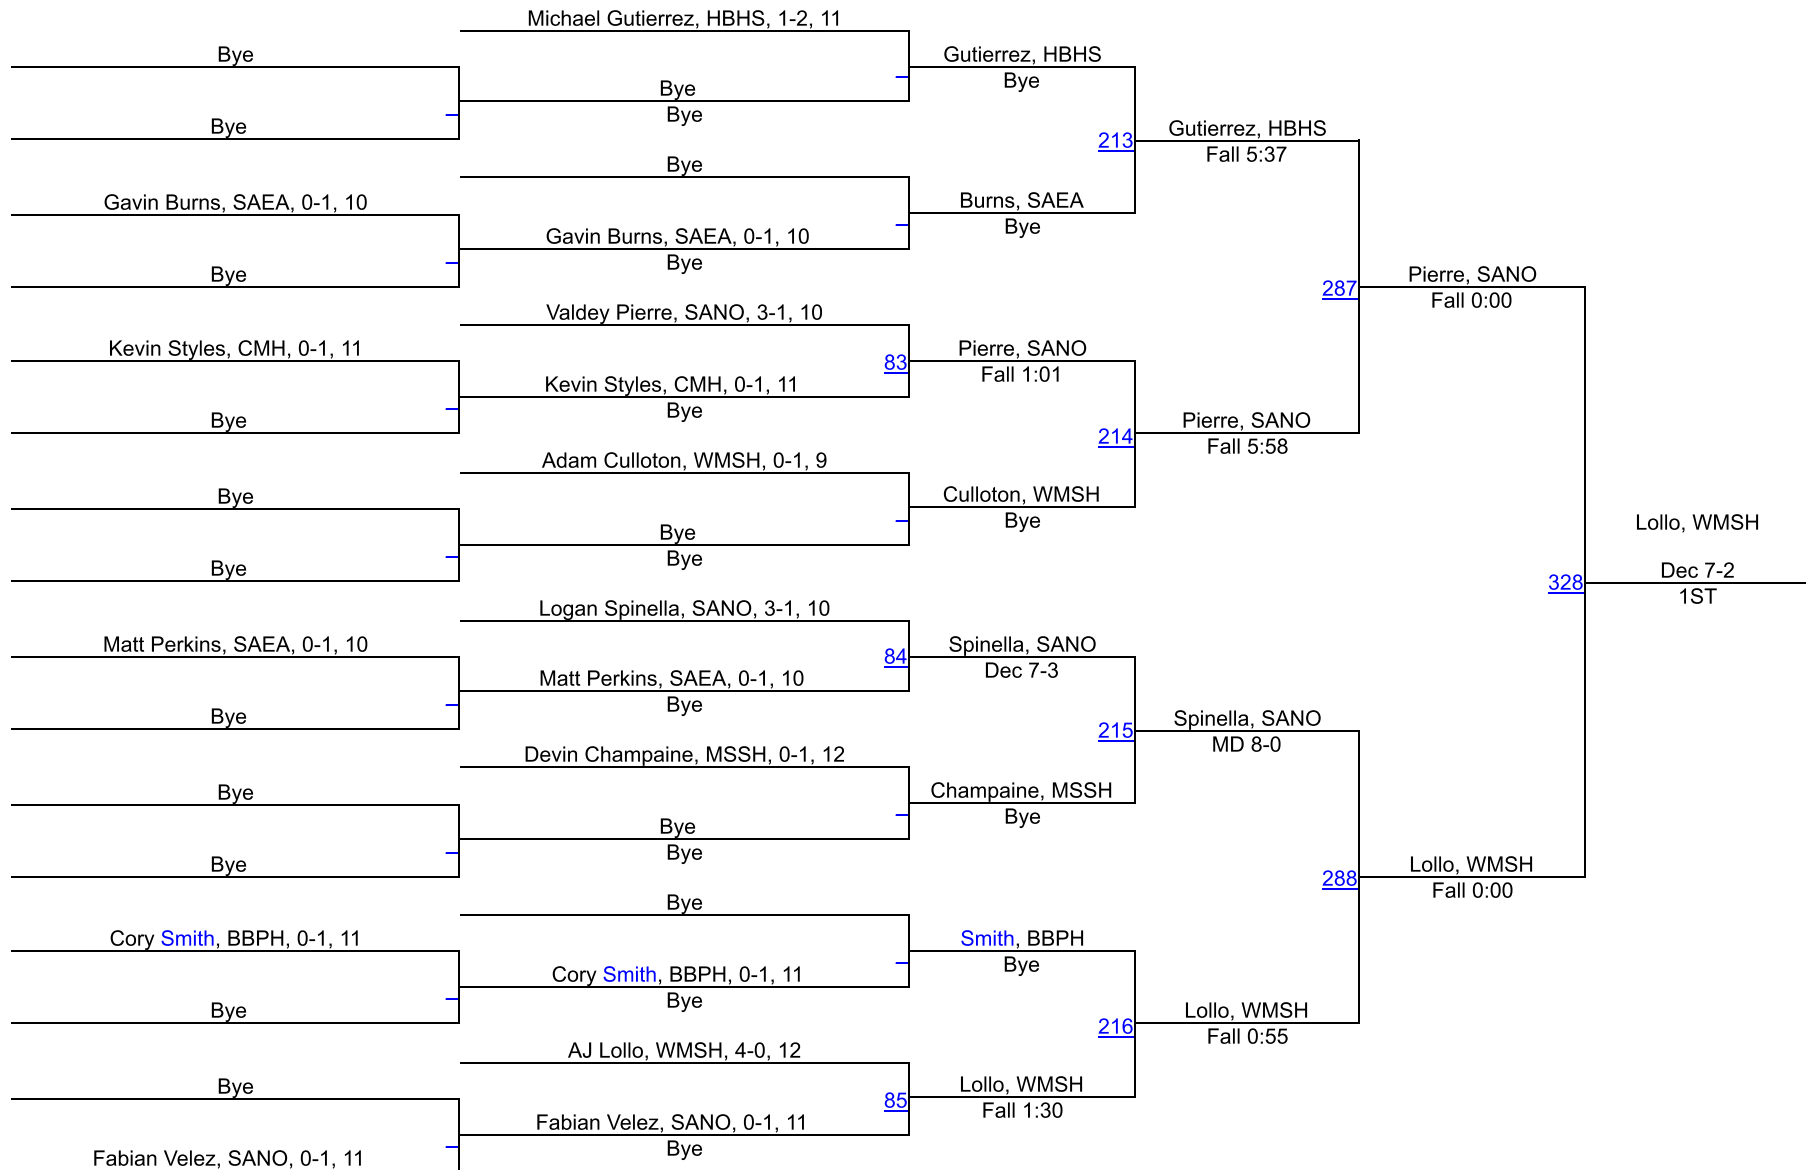 Michael Gutierrez, HBHS, 1-2, 11
Bye
Gutierrez, HBHS
Bye
Bye
Bye
Bye
213
Gutierrez, HBHS
Fall 5:37
Bye
Gavin Burns, SAEA, 0-1, 10
Burns, SAEA
Bye
Gavin Burns, SAEA, 0-1, 10
Bye
Bye
287
Pierre, SANO
Fall 0:00
Valdey Pierre, SANO, 3-1, 10
Kevin Styles, CMH, 0-1, 11
83
Pierre, SANO
Fall 1:01
Kevin Styles, CMH, 0-1, 11
Bye
Bye
214
Pierre, SANO
Fall 5:58
Adam Culloton, WMSH, 0-1, 9
Bye
Culloton, WMSH
Bye
Bye
Bye
Bye
Lollo, WMSH
328
Dec 7-2
1ST
Logan Spinella, SANO, 3-1, 10
Matt Perkins, SAEA, 0-1, 10
84
Spinella, SANO
Dec 7-3
Matt Perkins, SAEA, 0-1, 10
Bye
Bye
215
Spinella, SANO
MD 8-0
Devin Champaine, MSSH, 0-1, 12
Bye
Champaine, MSSH
Bye
Bye
Bye
Bye
288
Lollo, WMSH
Fall 0:00
Bye
Cory Smith, BBPH, 0-1, 11
Smith, BBPH
Bye
Cory Smith, BBPH, 0-1, 11
Bye
Bye
216
Lollo, WMSH
Fall 0:55
AJ Lollo, WMSH, 4-0, 12
Bye
85
Lollo, WMSH
Fall 1:30
Fabian Velez, SANO, 0-1, 11
Bye
Fabian Velez, SANO, 0-1, 11